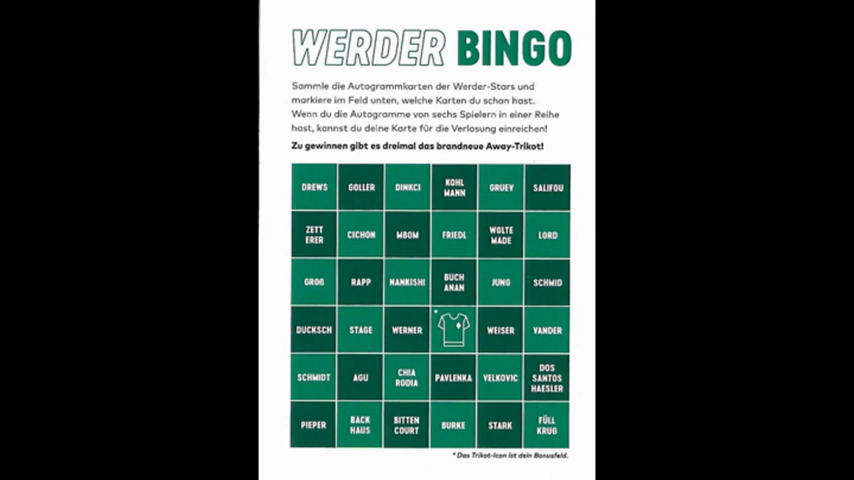 WERDER BINGO
Sammle die Autogrammkarten der Werder-Stars und
markiere im Feld unten, welche Karten du schon hast.
Wenn du die Autogramme von sechs Spielern in einer Reihe
hast, kannst du deine Karte für die Verlosung einreichen!
Zu gewinnen gibt es dreimal das brandneue Away-Trikot!
DREWS GOLLER DINKCI KOHL MANN GRUEV SALIFOU
ZETT ERER CICHON MBOM FRIEDL WOLTE MADE LORD
GROß RAPP NANKISHI BUCH ANAN JUNG SCHMID
DUCKSCH STAGE WERNER * WEISER VANDER
SCHMIDT AGU CHIA RODIA PAVLENKA VELKOVIC DOS SANTOS HAESLER
PIEPER BACK HAUS BITTEN COURT BURKE STARK FÜLL KRUG
* Das Trikot-Icon ist dein Bonusfeld.